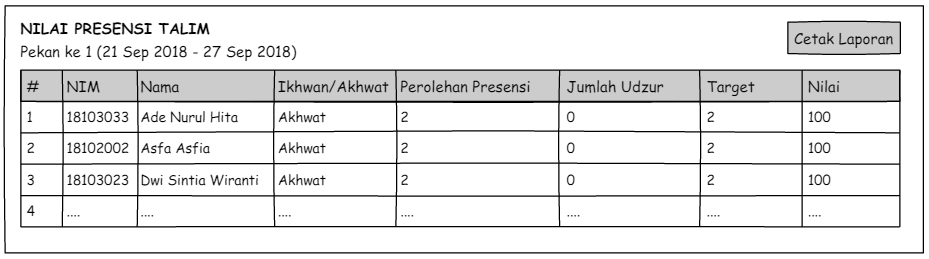 NILAI PRESENSI TALIM
Pekan ke 1 (21 Sep 2018 - 27 Sep 2018)
Cetak Laporan
# NIM Nama Ikhwan/Akhwat Perolehan Presensi Jumlah Udzur Target Nilai
1 18103033 Ade Nurul Hita Akhwat 2 0 2 100
2 18102002 Asfa Asfia Akhwat 2 0 2 100
3 18103023 Dwi Sintia Wiranti Akhwat 2 0 2 100
4 .... .... .... .... .... .... ....